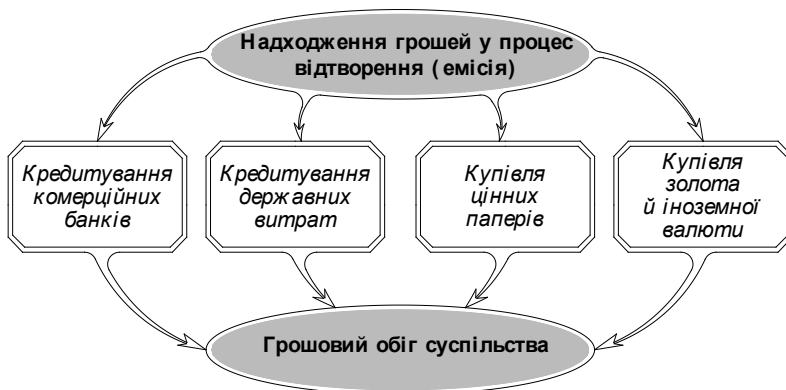 Надходження грошей у процес
відтворення (емісія)
Кредитування
комерційних
банків
Кредитування
державних
витрат
Купівля
цінних
паперів
Купівля
золота
й іноземної
валюти
Грошовий обіг суспільства